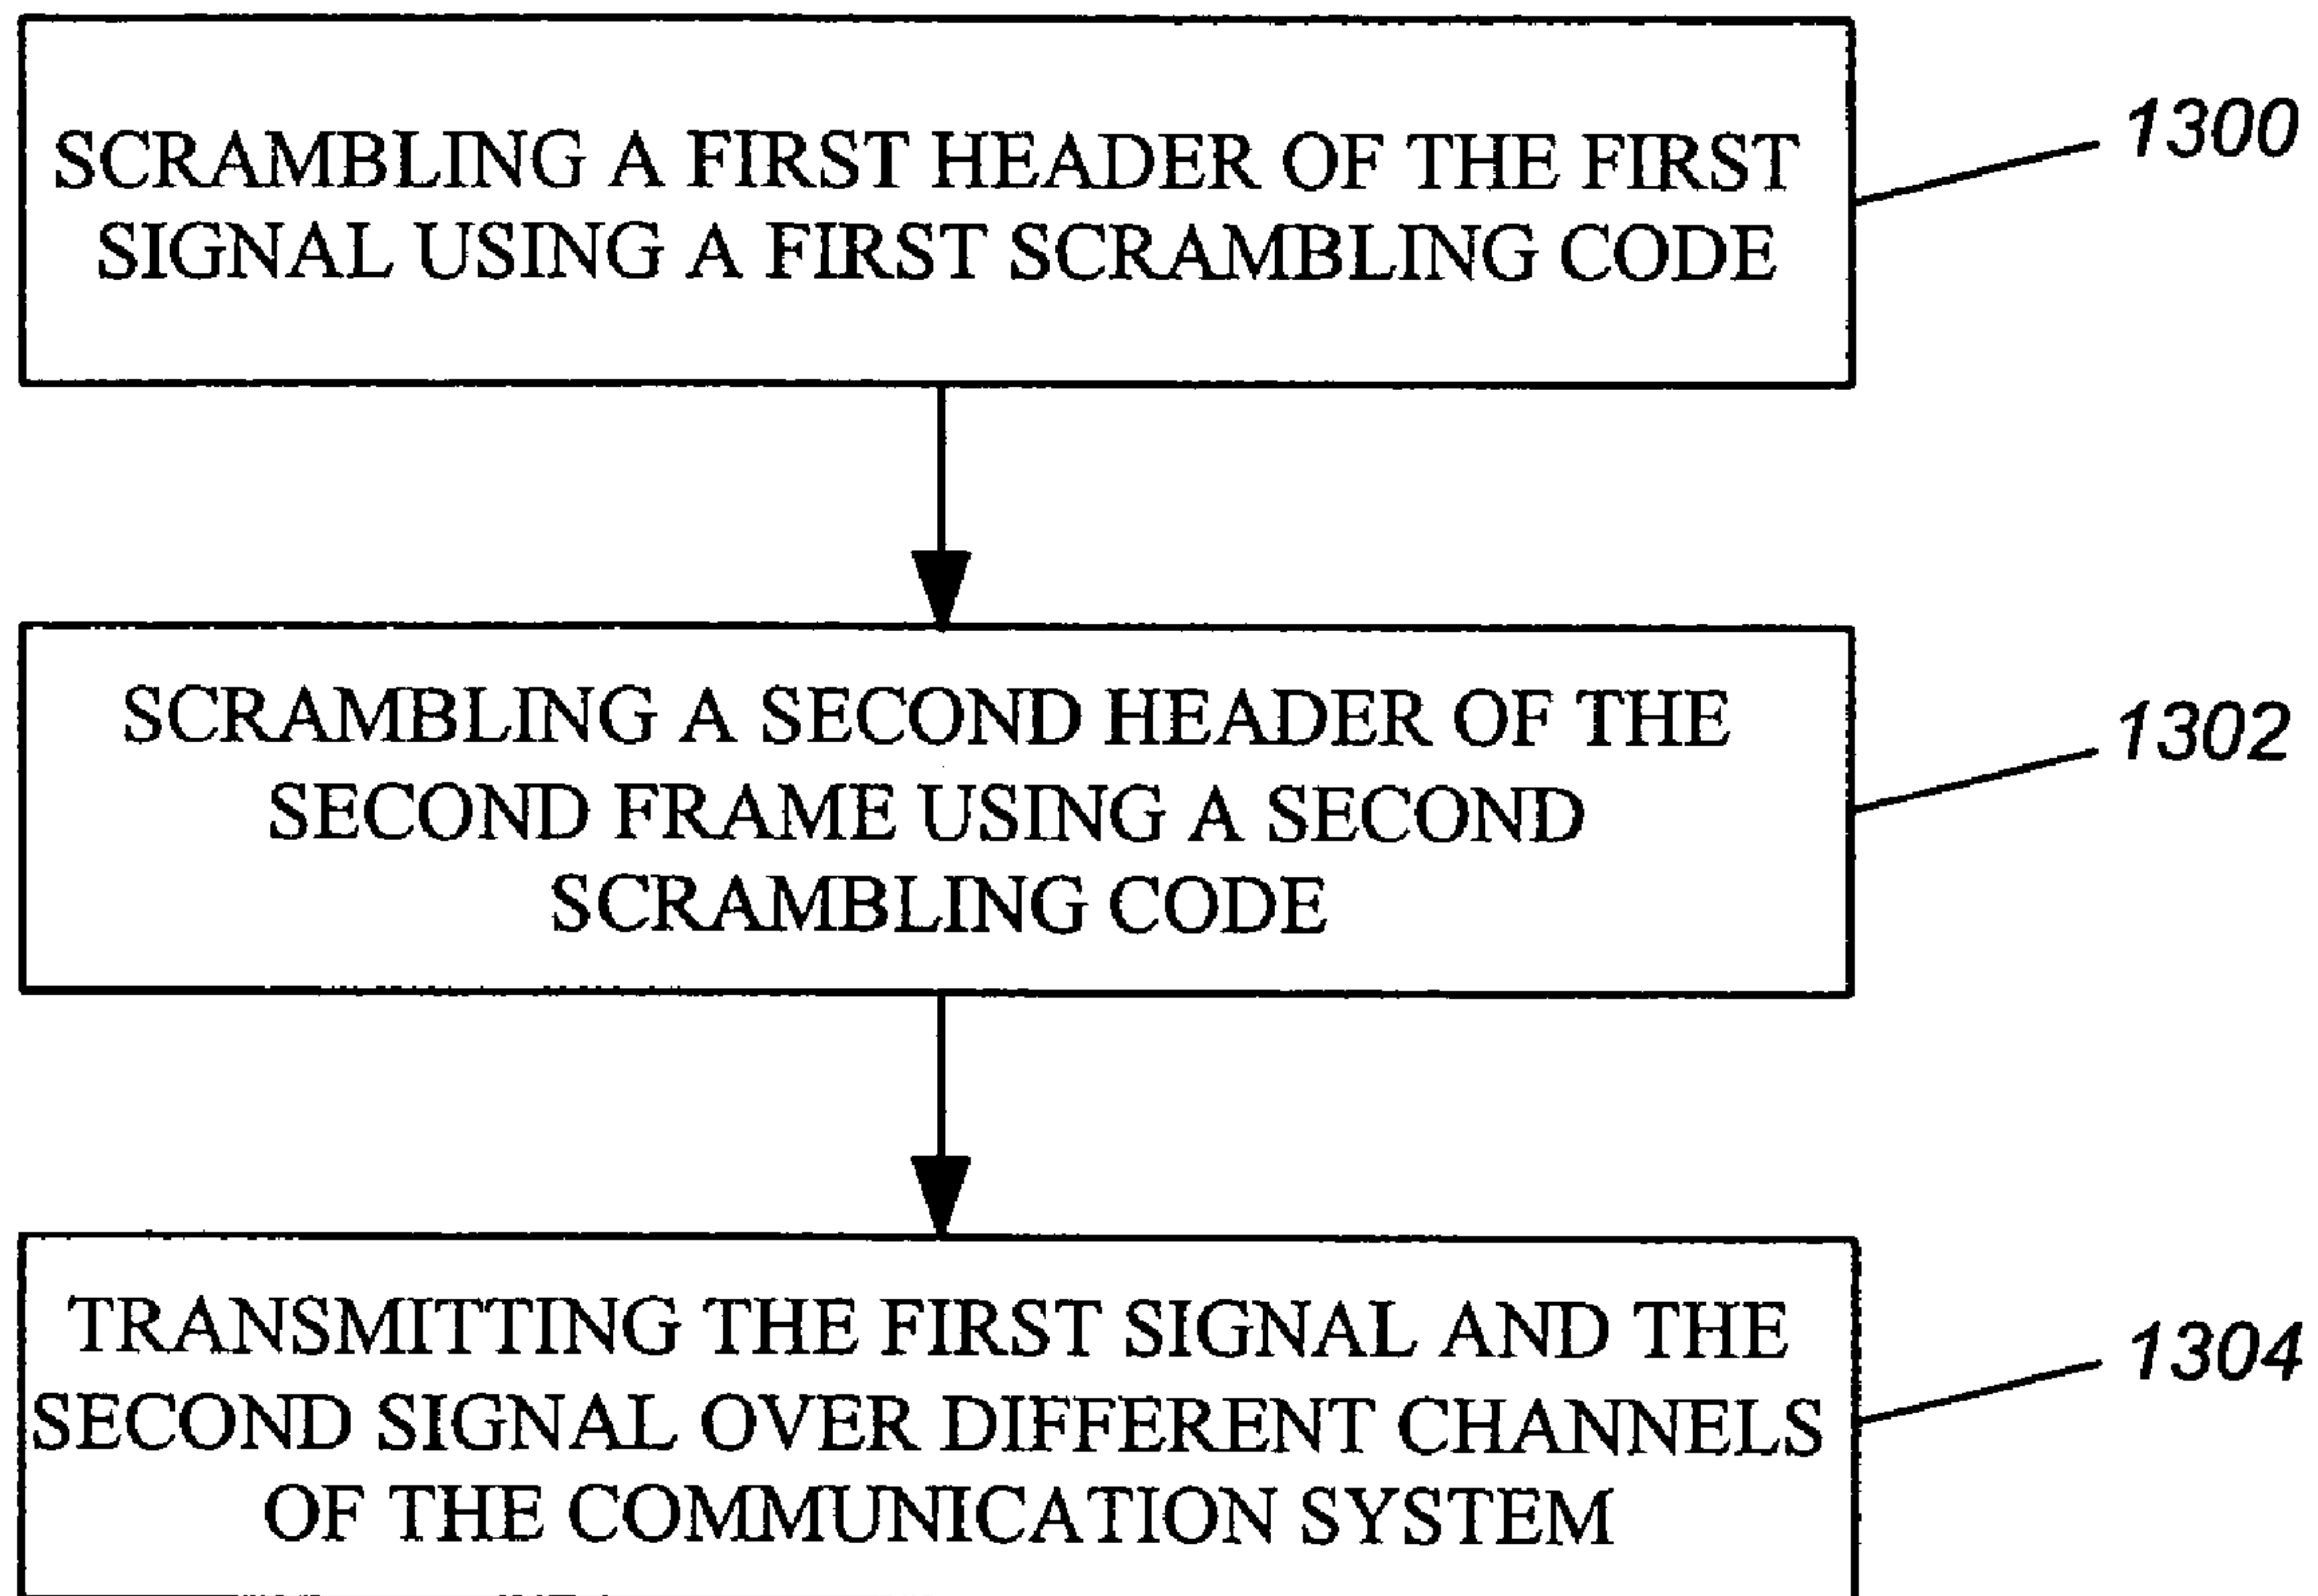 SCRAMBLING A FIRST HEADER OF THE FIRST
SIGNAL USING A FIRST SCRAMBLING CODE
1300
SCRAMBLING A SECOND HEADER OF THE
SECOND FRAME USING A SECOND
SCRAMBLING CODE
1302
TRANSMITTING THE FIRST SIGNAL AND THE
SECOND SIGNAL OVER DIFFERENT CHANNELS
OF THE COMMUNICATION SYSTEM
1304